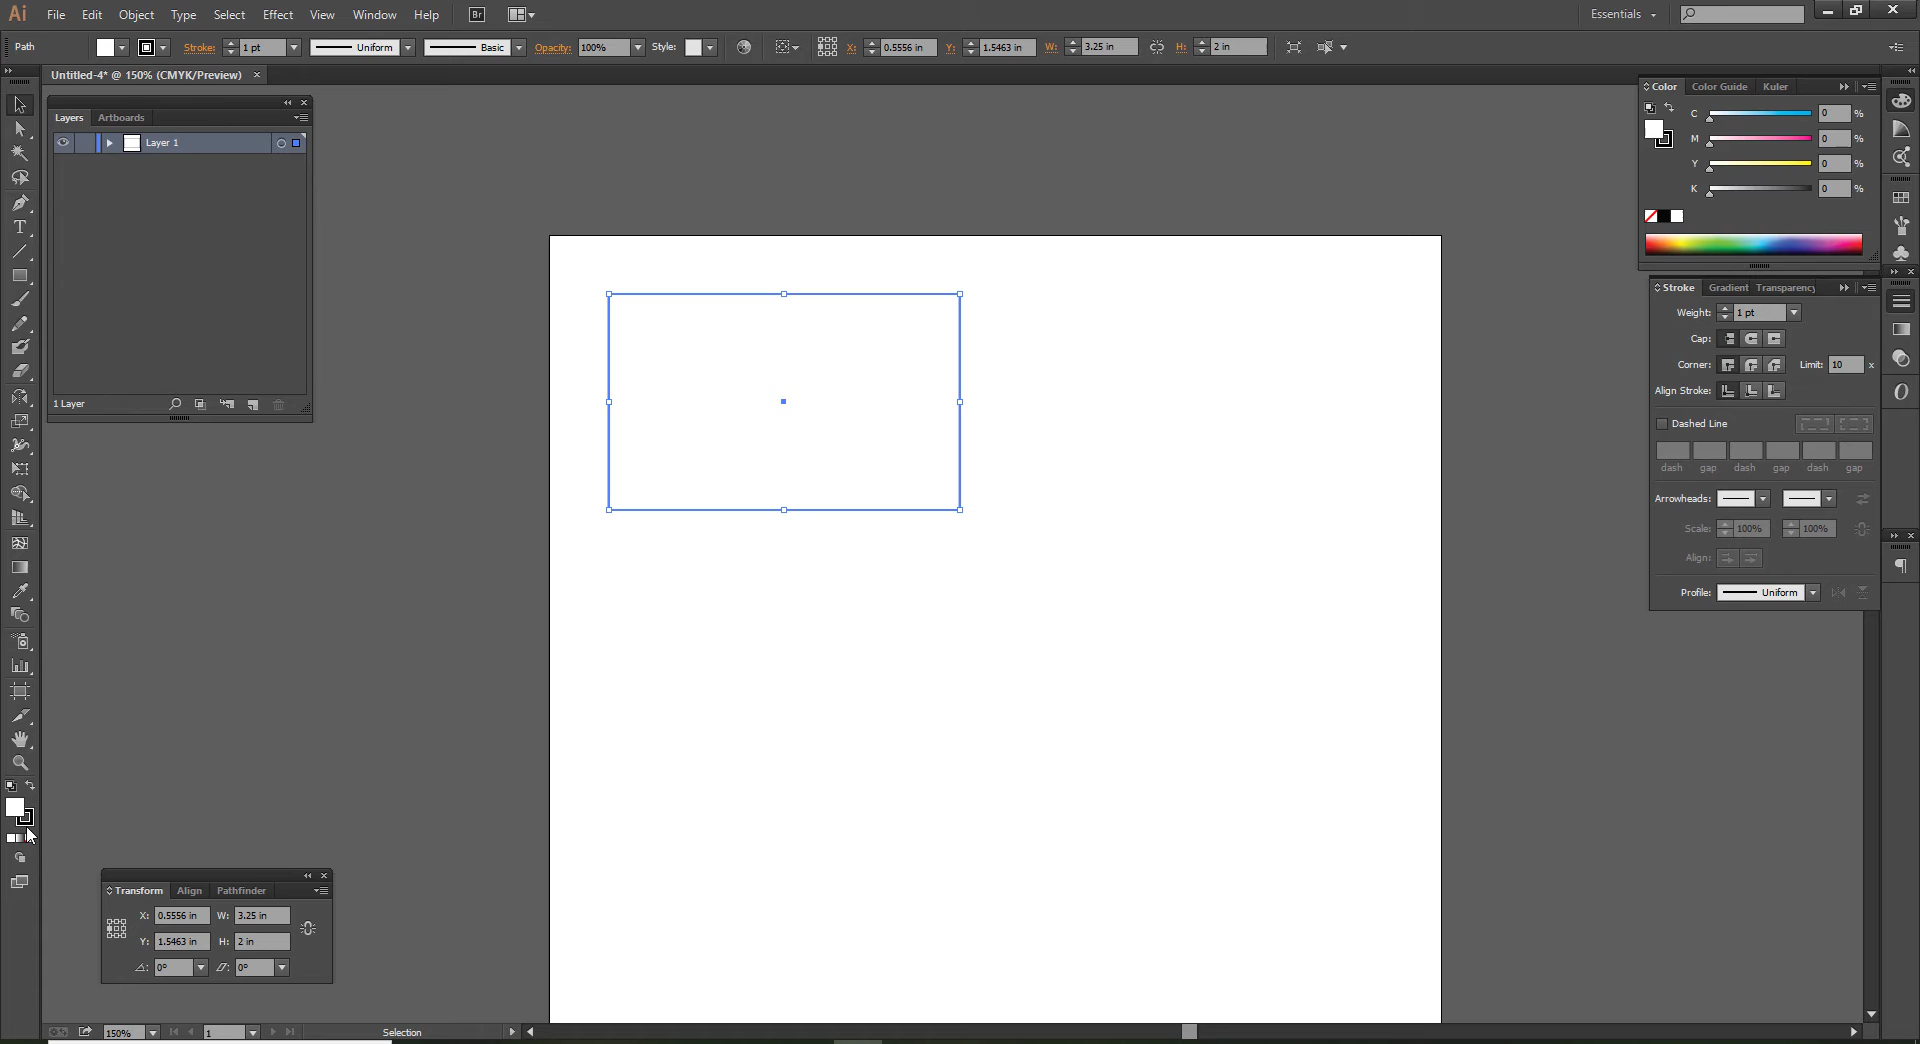 Ai File Edit Object Type Select Effect View Window Help Br Essentials
Path Stroke: 1 pt Uniform Basic Opacity: 100% Style: X: 0.5556 in Y: 1.5463 in W: 3.25 in H: 2 in
Untitled-4* @ 150% (CMYK/Preview)
Layers Artboards
Layer 1
1 Layer
Color Color Guide Kuler
C 0 %
M 0 %
Y 0 %
K 0 %
Stroke Gradient Transparency
Weight: 1 pt
Cap:
Corner: Limit: 10 x
Align Stroke:
Dashed Line
dash gap dash gap dash gap
Arrowheads:
Scale: 100% 100%
Align:
Profile: Uniform
Transform Align Pathfinder
X: 0.5556 in W: 3.25 in
Y: 1.5463 in H: 2 in
0° 0°
150% 1 Selection